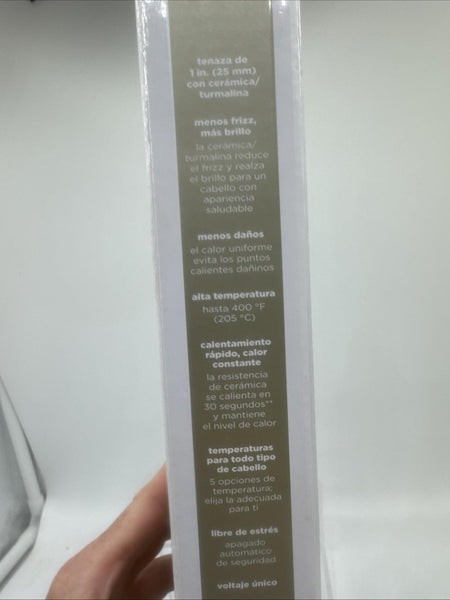 tenaza de
1 in. (25 mm)
con cerámica/
turmalina
menos frizz,
más brillo
la cerámica/
turmalina reduce
el frizz y realza
el brillo para un
cabello con
apariencia
saludable
menos daños
el calor uniforme
evita los puntos
calientes dañinos
alta temperatura
hasta 400 °F
(205 °C)
calentamiento
rápido, calor
constante
la resistencia
de cerámica
se calienta en
30 segundos**
y mantiene
el nivel de calor
temperaturas
para todo tipo
de cabello
5 opciones de
temperatura;
elija la adecuada
para ti
libre de estrés
apagado
automático
de seguridad
voltaje único